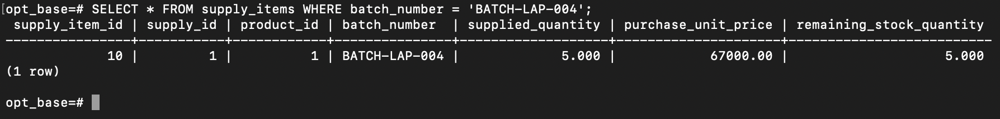 [opt_base=# SELECT * FROM supply_items WHERE batch_number = 'BATCH-LAP-004';
 supply_item_id | supply_id | product_id | batch_number  | supplied_quantity | purchase_unit_price | remaining_stock_quantity
----------------+-----------+------------+---------------+-------------------+---------------------+--------------------------
             10 |         1 |          1 | BATCH-LAP-004 |             5.000 |            67000.00 |                    5.000
(1 row)
opt_base=#